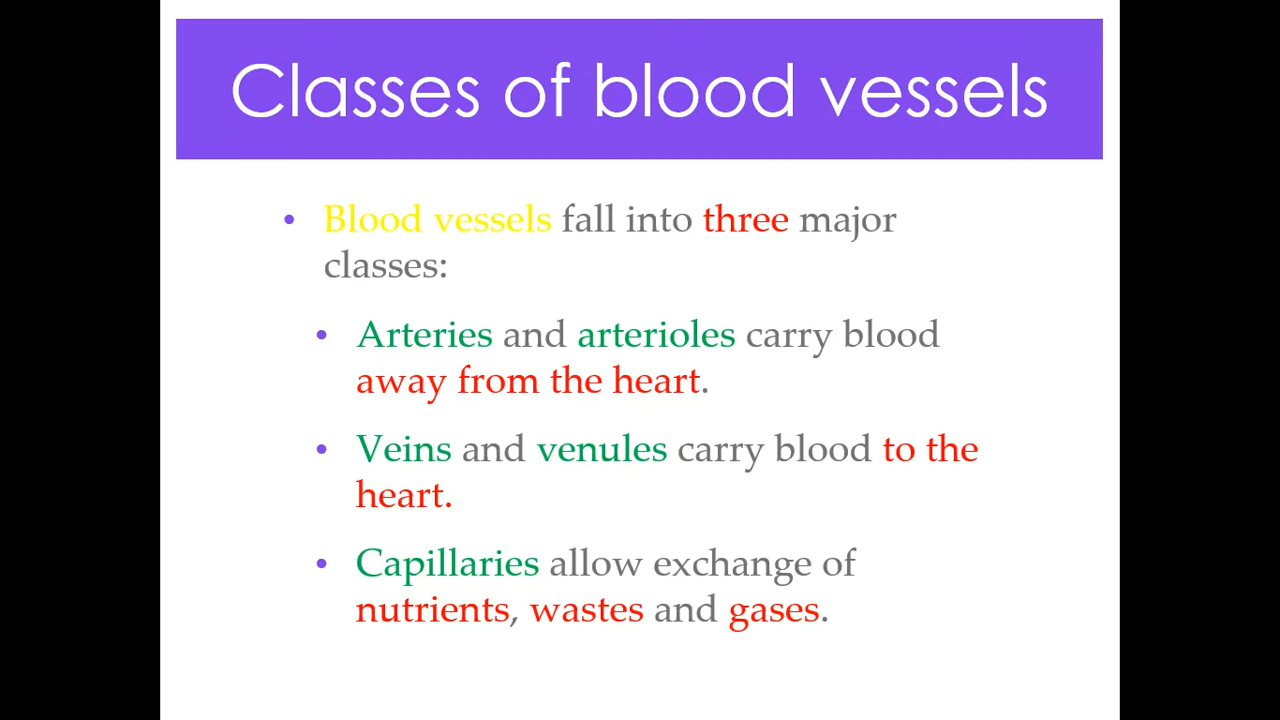 Classes of blood vessels
• Blood vessels fall into three major
classes:
• Arteries and arterioles carry blood
away from the heart.
• Veins and venules carry blood to the
heart.
• Capillaries allow exchange of
nutrients, wastes and gases.